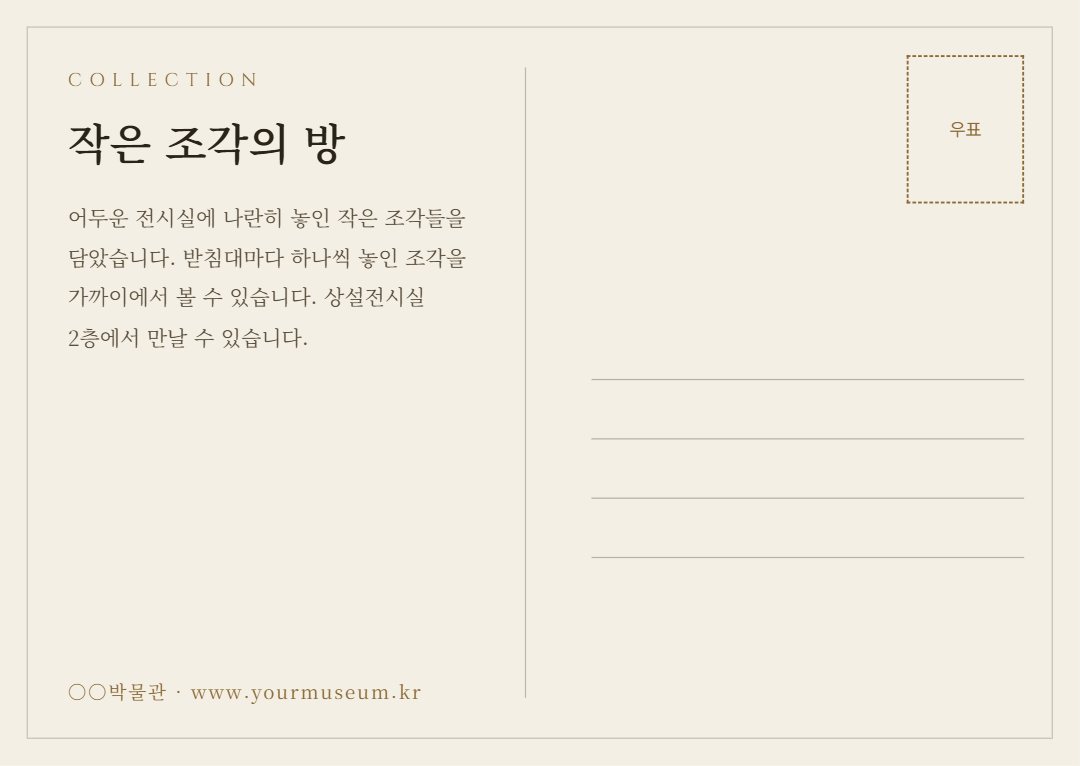 COLLECTION
작은 조각의 방
어두운 전시실에 나란히 놓인 작은 조각들을
담았습니다. 받침대마다 하나씩 놓인 조각을
가까이에서 볼 수 있습니다. 상설전시실
2층에서 만날 수 있습니다.
〇〇박물관 · www.yourmuseum.kr
우표